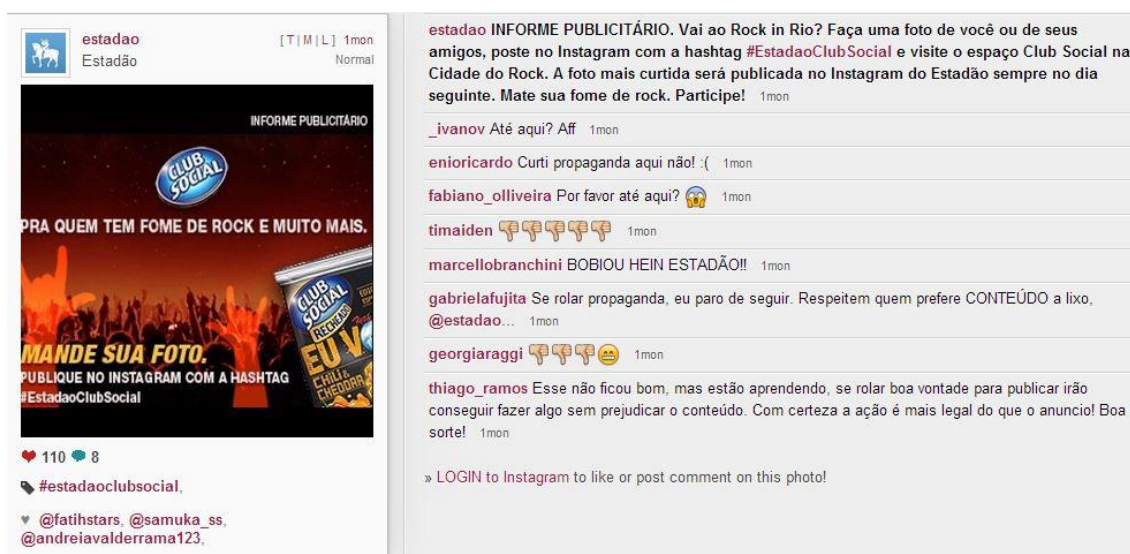 estadao
[ T | M | L ] 1mon
Estadão
Normal
INFORME PUBLICITÁRIO
CLUB
SOCIAL
PRA QUEM TEM FOME DE ROCK E MUITO MAIS.
CLUB
SOCIAL
RECHEADO
EU V
CHILI &
CHEDDAR
MANDE SUA FOTO.
PUBLIQUE NO INSTAGRAM COM A HASHTAG
#EstadaoClubSocial
110 8
#estadaoclubsocial,
@fatihstars, @samuka_ss,
@andreiavalderrama123,
estadao INFORME PUBLICITÁRIO. Vai ao Rock in Rio? Faça uma foto de você ou de seus
amigos, poste no Instagram com a hashtag #EstadaoClubSocial e visite o espaço Club Social na
Cidade do Rock. A foto mais curtida será publicada no Instagram do Estadão sempre no dia
seguinte. Mate sua fome de rock. Participe! 1mon
_ivanov Até aqui? Aff 1mon
enioricardo Curti propaganda aqui não! :( 1mon
fabiano_olliveira Por favor até aqui? 😱 1mon
timaiden 👎👎👎👎👎 1mon
marcellobranchini BOBIOU HEIN ESTADÃO!! 1mon
gabrielafujita Se rolar propaganda, eu paro de seguir. Respeitem quem prefere CONTEÚDO a lixo,
@estadao... 1mon
georgiaraggi 👎👎👎😁 1mon
thiago_ramos Esse não ficou bom, mas estão aprendendo, se rolar boa vontade para publicar irão
conseguir fazer algo sem prejudicar o conteúdo. Com certeza a ação é mais legal do que o anuncio! Boa
sorte! 1mon
» LOGIN to Instagram to like or post comment on this photo!